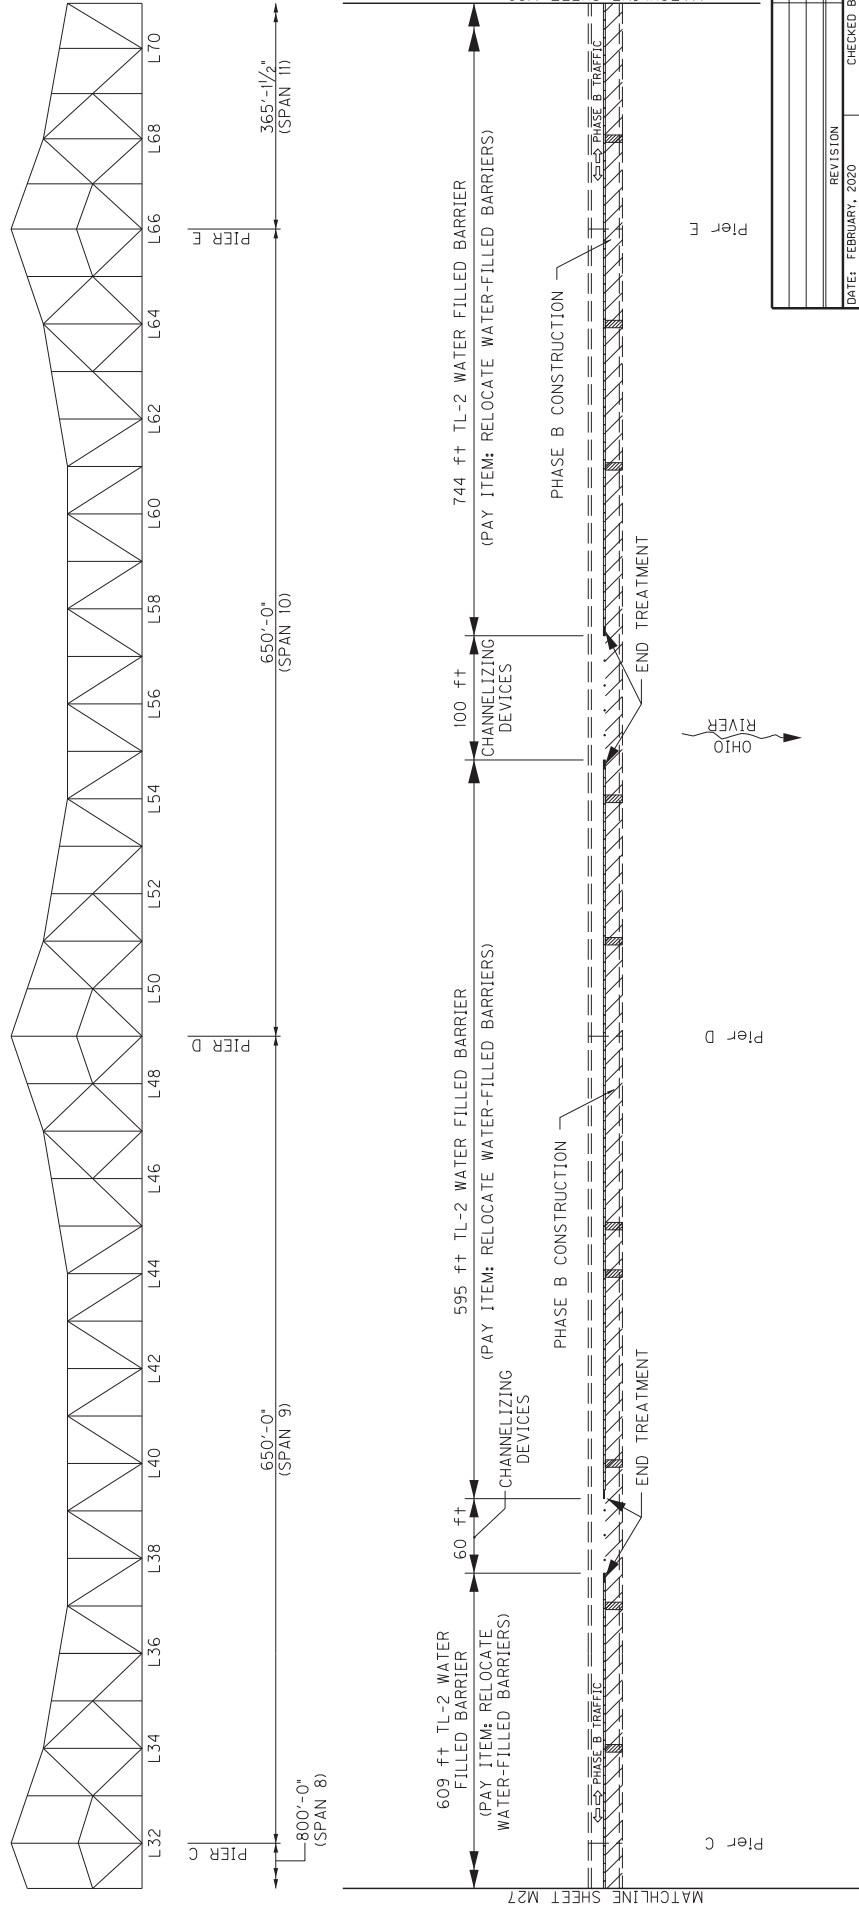 L32
L34
L36
L38
L40
L42
L44
L46
L48
L50
L52
L54
L56
L58
L60
L62
L64
L66
L68
L70
PIER C
PIER D
PIER E
800'-0"
(SPAN 8)
650'-0"
(SPAN 9)
650'-0"
(SPAN 10)
365'-1 1/2"
(SPAN 11)
609 ft TL-2 WATER
FILLED BARRIER
(PAY ITEM: RELOCATE
WATER-FILLED BARRIERS)
60 ft
CHANNELIZING
DEVICES
595 ft TL-2 WATER FILLED BARRIER
(PAY ITEM: RELOCATE WATER-FILLED BARRIERS)
100 ft
CHANNELIZING
DEVICES
744 ft TL-2 WATER FILLED BARRIER
(PAY ITEM: RELOCATE WATER-FILLED BARRIERS)
PHASE B CONSTRUCTION
PHASE B CONSTRUCTION
PHASE B TRAFFIC
PHASE B TRAFFIC
END TREATMENT
END TREATMENT
OHIO
RIVER
Pier C
Pier D
Pier E
MATCHLINE SHEET M27
REVISION
DATE: FEBRUARY, 2020
CHECKED B